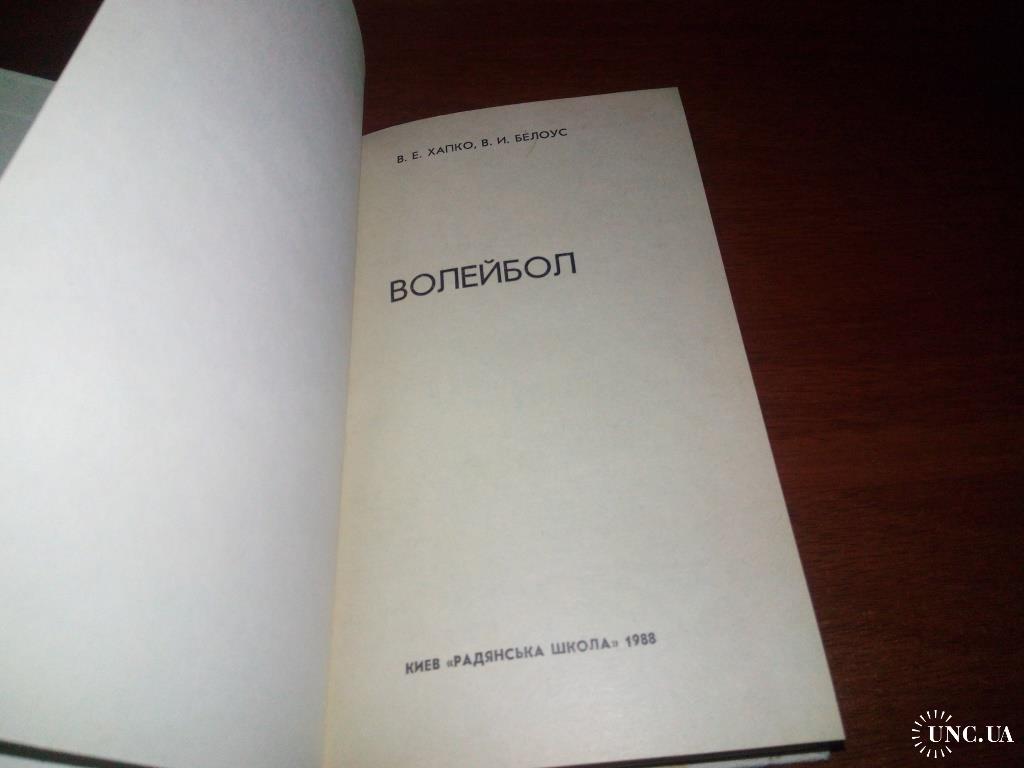 В. Е. ХАПКО, В. И. БЕЛОУС
ВОЛЕЙБОЛ
КИЕВ «РАДЯНСЬКА ШКОЛА» 1988
UNC.UA